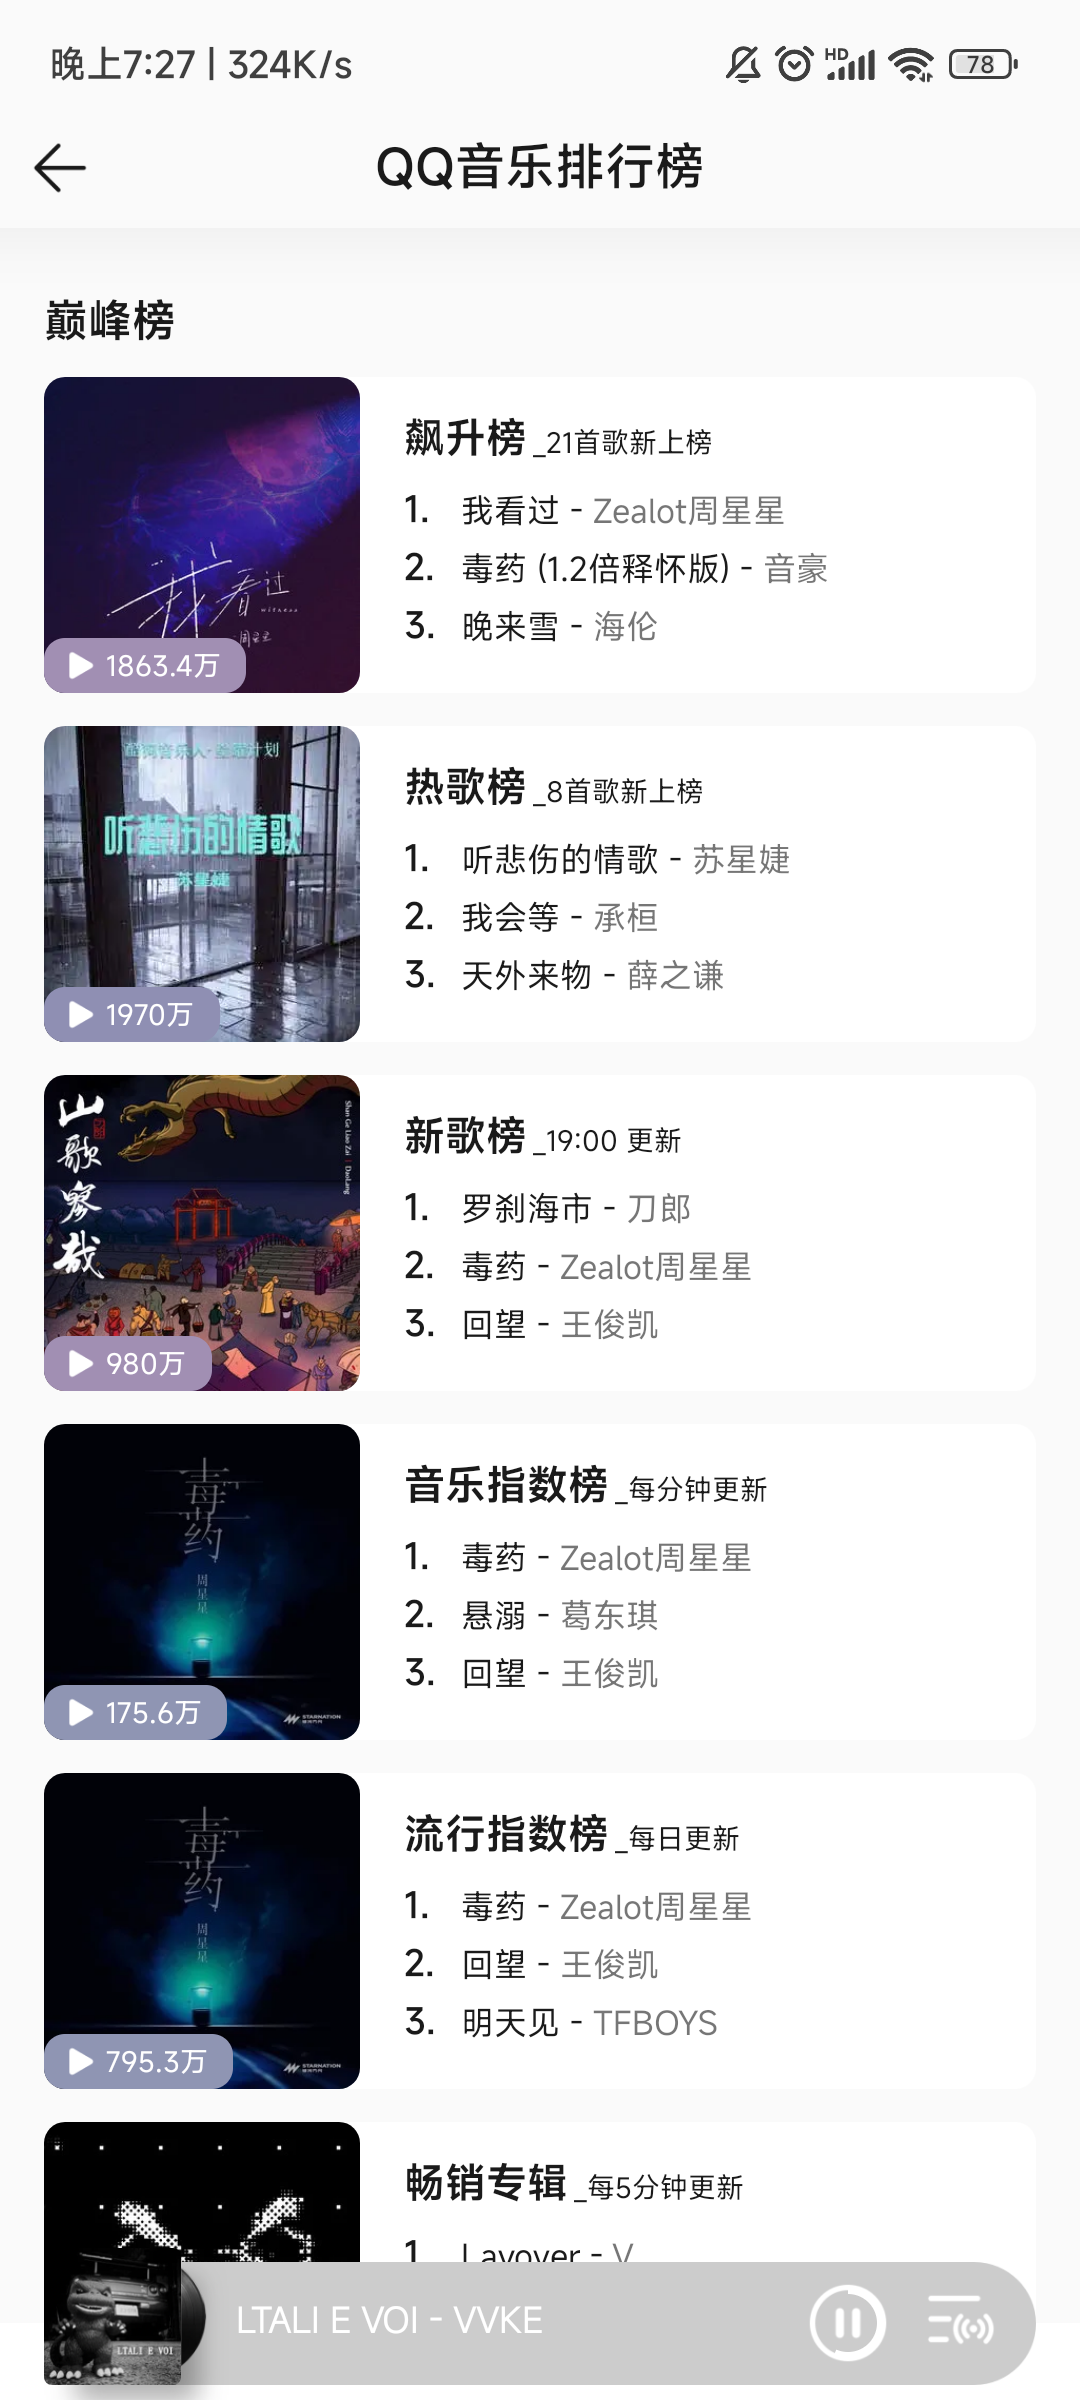 晚上7:27 | 324K/s
HD
78
QQ音乐排行榜
巅峰榜
我看过
witness
周星星
1863.4万
飙升榜_21首歌新上榜
1. 我看过 - Zealot周星星
2. 毒药 (1.2倍释怀版) - 音豪
3. 晚来雪 - 海伦
听悲伤的情歌
苏星婕
1970万
热歌榜_8首歌新上榜
1. 听悲伤的情歌 - 苏星婕
2. 我会等 - 承桓
3. 天外来物 - 薛之谦
山歌寥哉
Shan Ge Liao Zai | DaoLang
980万
新歌榜_19:00 更新
1. 罗刹海市 - 刀郎
2. 毒药 - Zealot周星星
3. 回望 - 王俊凯
毒药
周星星
STARNATION
175.6万
音乐指数榜_每分钟更新
1. 毒药 - Zealot周星星
2. 悬溺 - 葛东琪
3. 回望 - 王俊凯
毒药
周星星
STARNATION
795.3万
流行指数榜_每日更新
1. 毒药 - Zealot周星星
2. 回望 - 王俊凯
3. 明天见 - TFBOYS
畅销专辑_每5分钟更新
1. Layover - V
LTALI E VOI
LTALI E VOI - VVKE